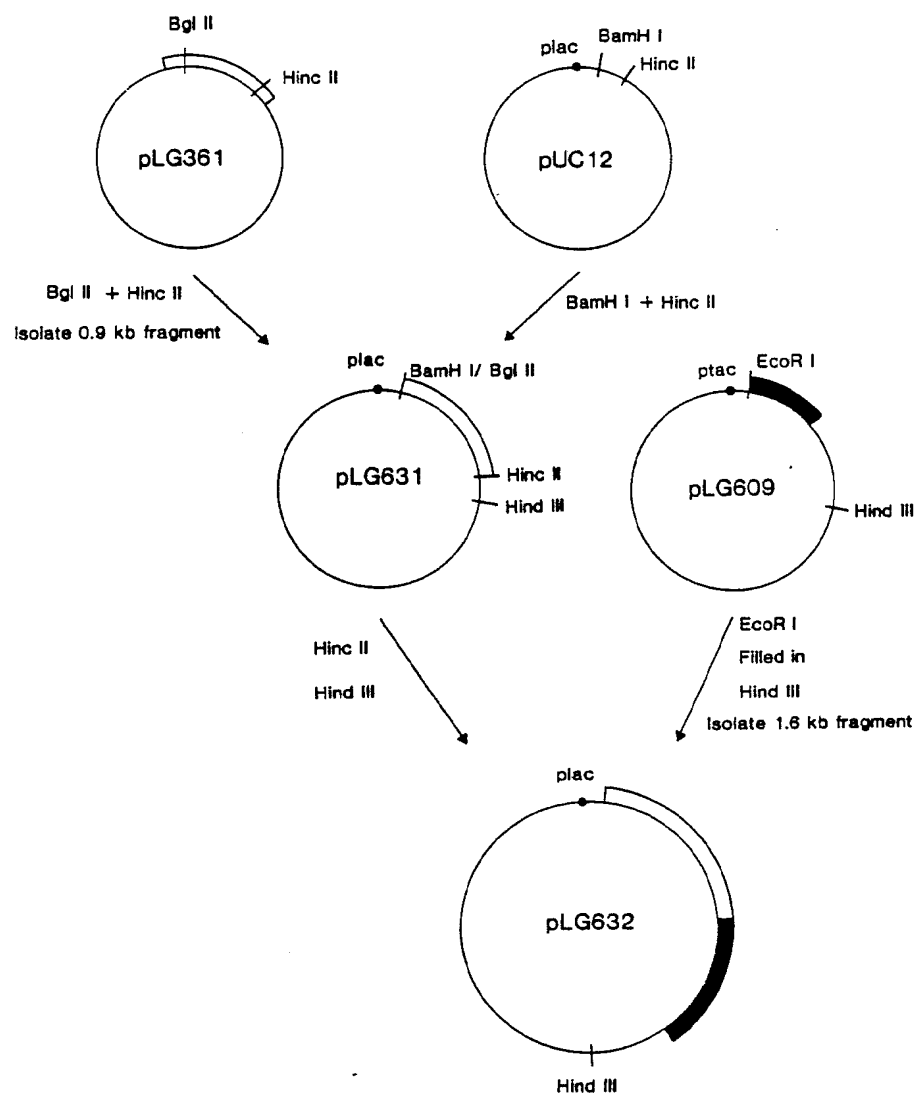 Bgl II
Hinc II
pLG361
plac
BamH I
Hinc II
pUC12
Bgl II + Hinc II
Isolate 0.9 kb fragment
BamH I + Hinc II
plac
BamH I/ Bgl II
pLG631
Hinc II
Hind III
ptac
EcoR I
pLG609
Hind III
Hinc II
Hind III
EcoR I
Filled in
Hind III
Isolate 1.6 kb fragment
plac
pLG632
Hind III